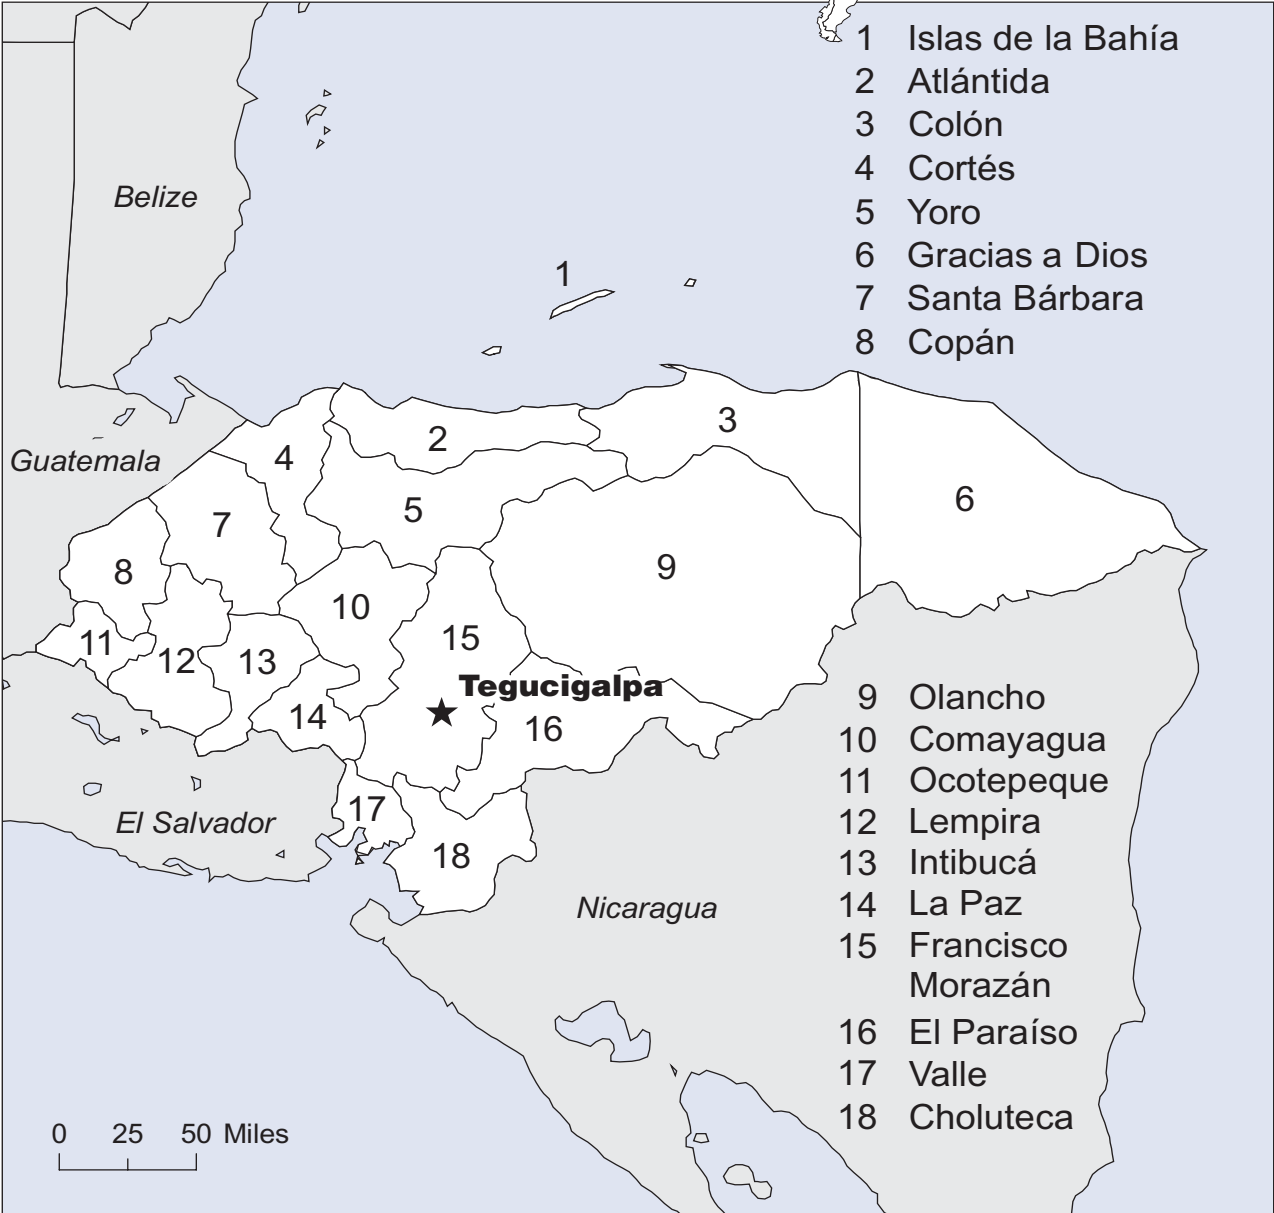 1 Islas de la Bahía
2 Atlántida
3 Colón
4 Cortés
5 Yoro
6 Gracias a Dios
7 Santa Bárbara
8 Copán
Belize
1
Guatemala
2
3
4
5
6
7
8
9
10
11
12
13
14
15
Tegucigalpa
16
17
18
El Salvador
Nicaragua
9 Olancho
10 Comayagua
11 Ocotepeque
12 Lempira
13 Intibucá
14 La Paz
15 Francisco
Morazán
16 El Paraíso
17 Valle
18 Choluteca
0 25 50 Miles